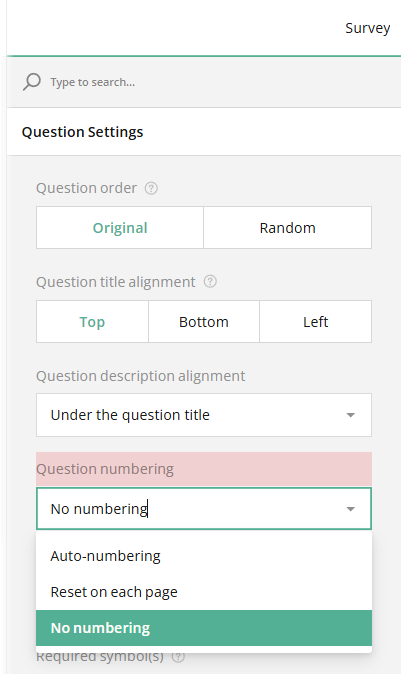 Survey
Type to search...
Question Settings
Question order ?
Original Random
Question title alignment ?
Top Bottom Left
Question description alignment
Under the question title
Question numbering
No numbering
Auto-numbering
Reset on each page
No numbering
Required symbol(s) ?